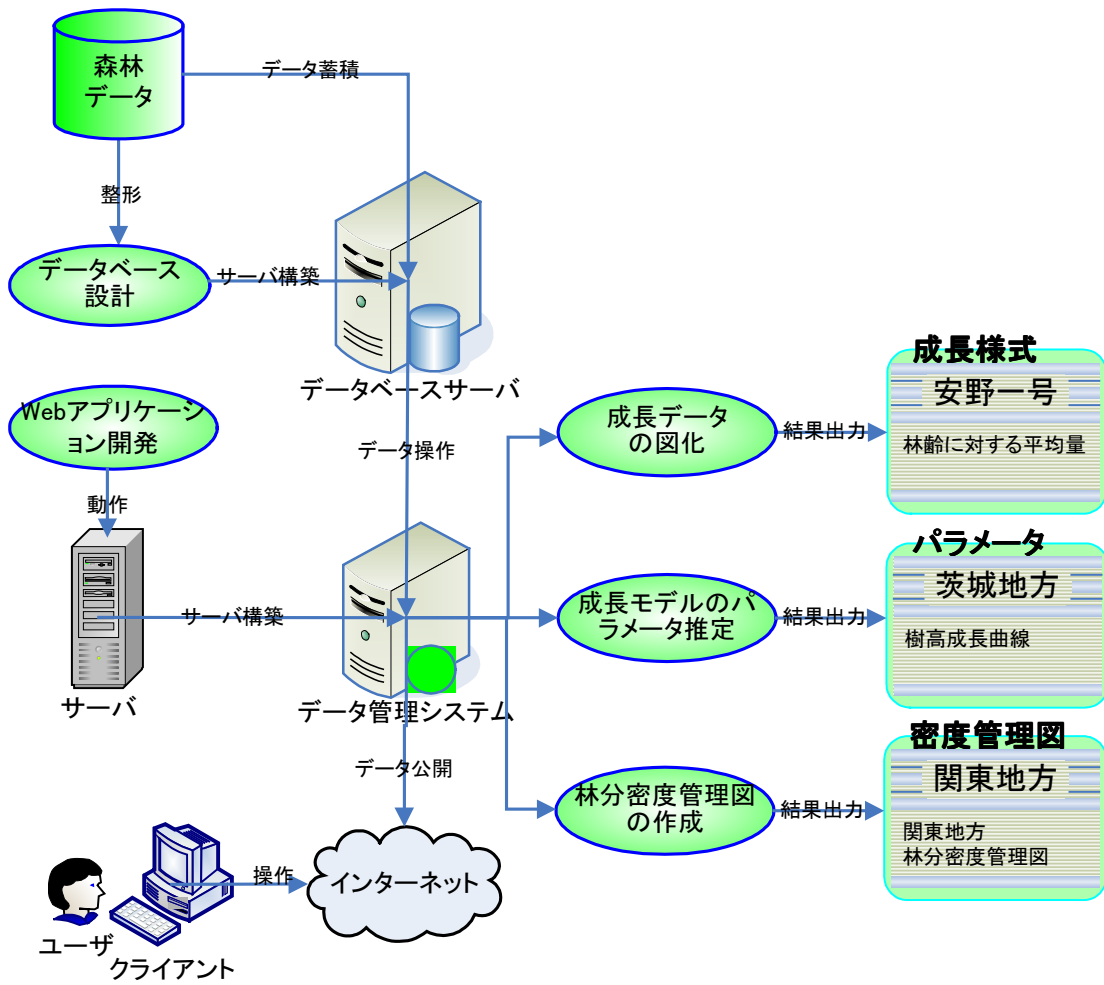 森林
データ
データ蓄積
整形
データベース
設計
サーバ構築
データベースサーバ
Webアプリケーシ
ョン開発
動作
サーバ
サーバ構築
データ操作
データ管理システム
データ公開
インターネット
操作
ユーザ
クライアント
成長データ
の図化
結果出力
成長様式
安野一号
林齢に対する平均量
成長モデルのパ
ラメータ推定
結果出力
パラメータ
茨城地方
樹高成長曲線
林分密度管理図
の作成
結果出力
密度管理図
関東地方
関東地方
林分密度管理図